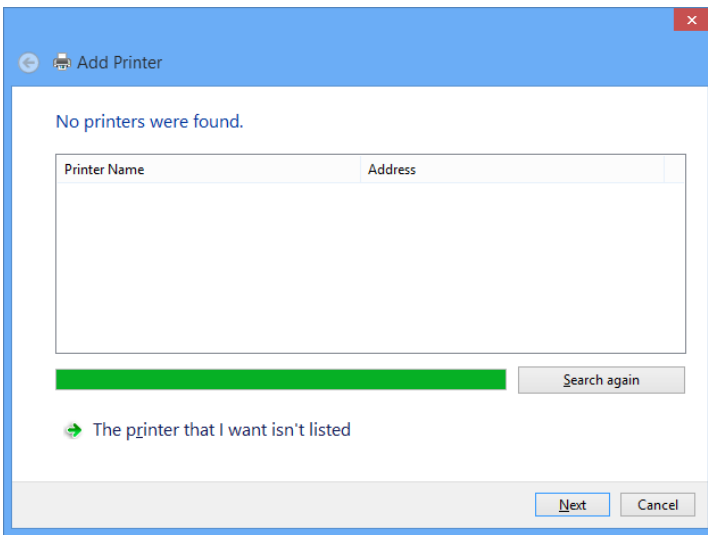 Add Printer
No printers were found.
Printer Name Address
Search again
The printer that I want isn't listed
Next Cancel